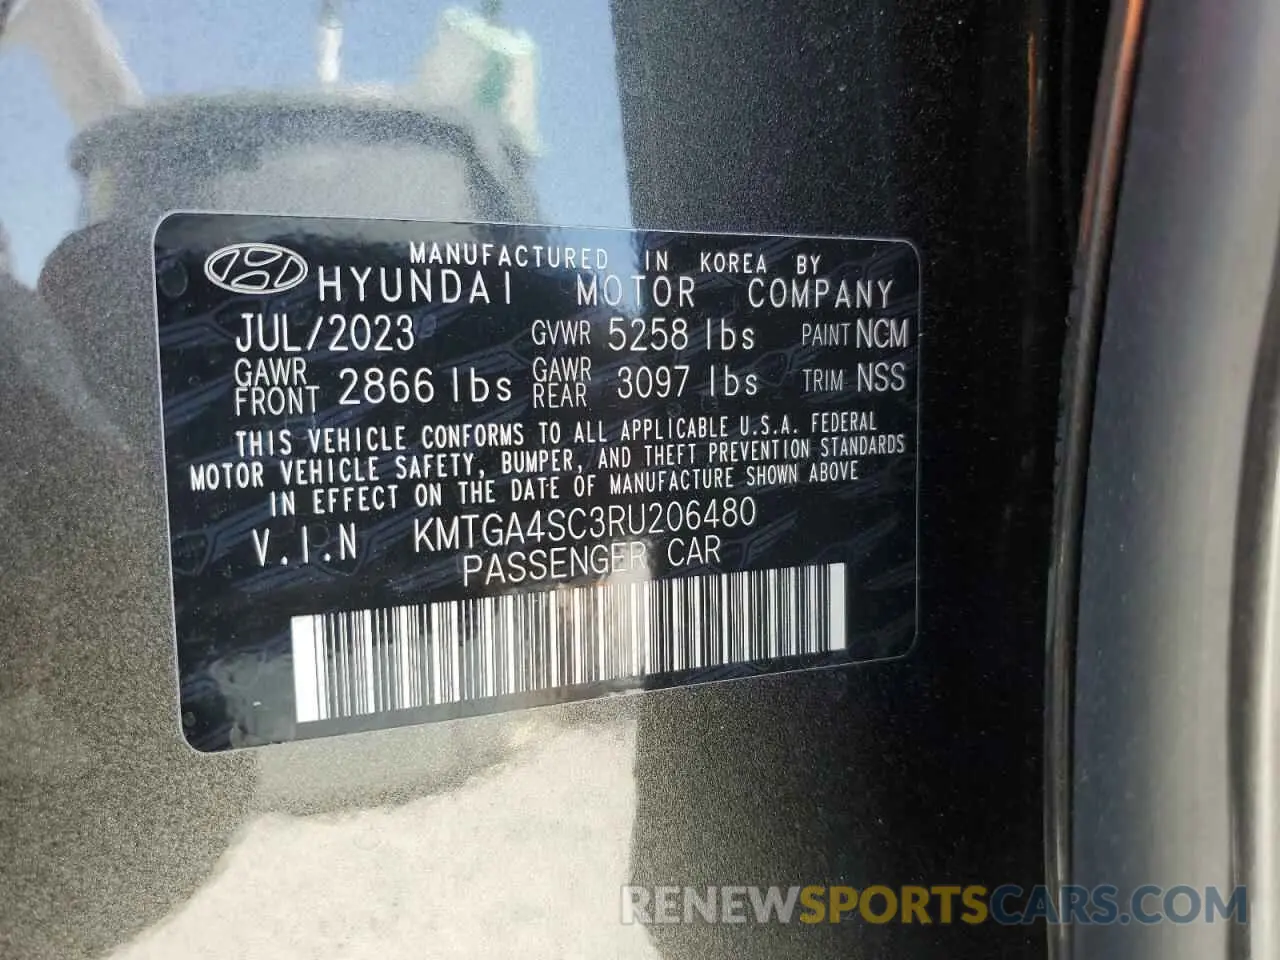 MANUFACTURED IN KOREA BY
HYUNDAI MOTOR COMPANY
JUL/2023 GVWR 5258 lbs PAINT NCM
GAWR FRONT 2866 lbs GAWR REAR 3097 lbs TRIM NSS
THIS VEHICLE CONFORMS TO ALL APPLICABLE U.S.A. FEDERAL
MOTOR VEHICLE SAFETY, BUMPER, AND THEFT PREVENTION STANDARDS
IN EFFECT ON THE DATE OF MANUFACTURE SHOWN ABOVE
V.I.N KMTGA4SC3RU206480
PASSENGER CAR
RENEWSPORTSCARS.COM